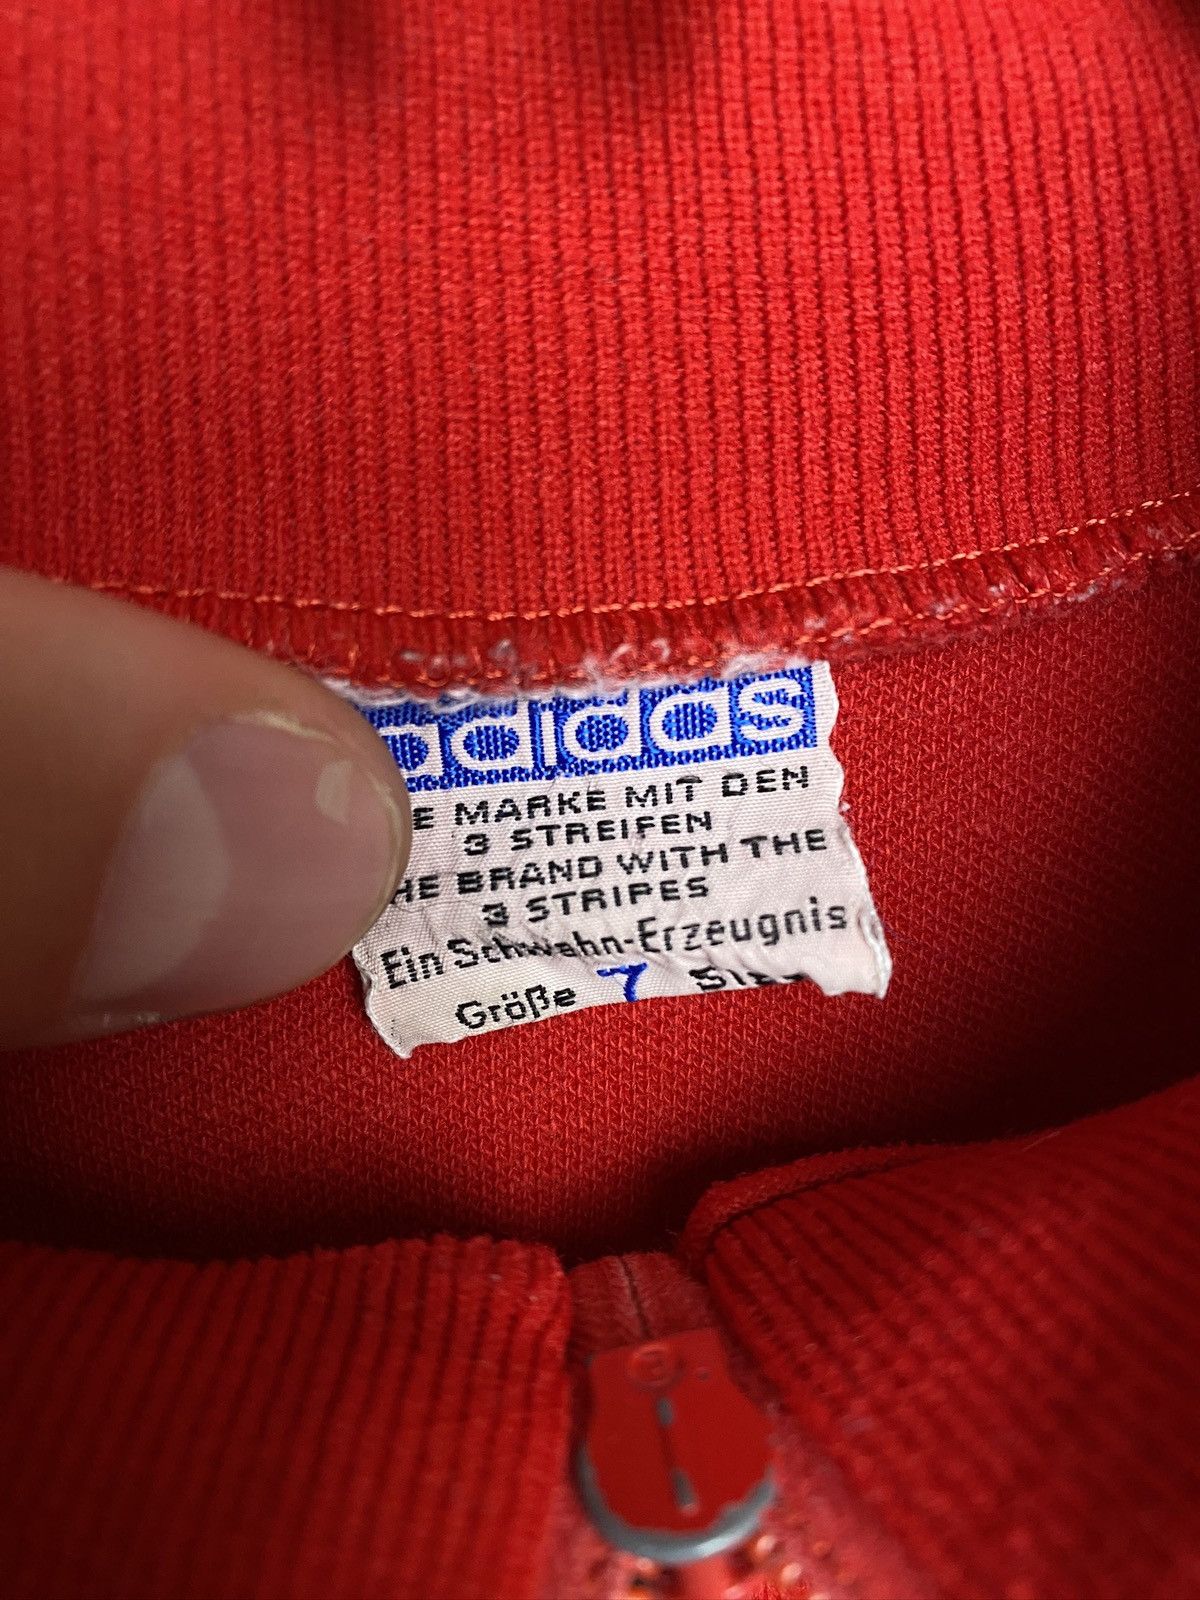 adidas
E MARKE MIT DEN
3 STREIFEN
HE BRAND WITH THE
3 STRIPES
Ein Schwahn-Erzeugnis
Größe 7